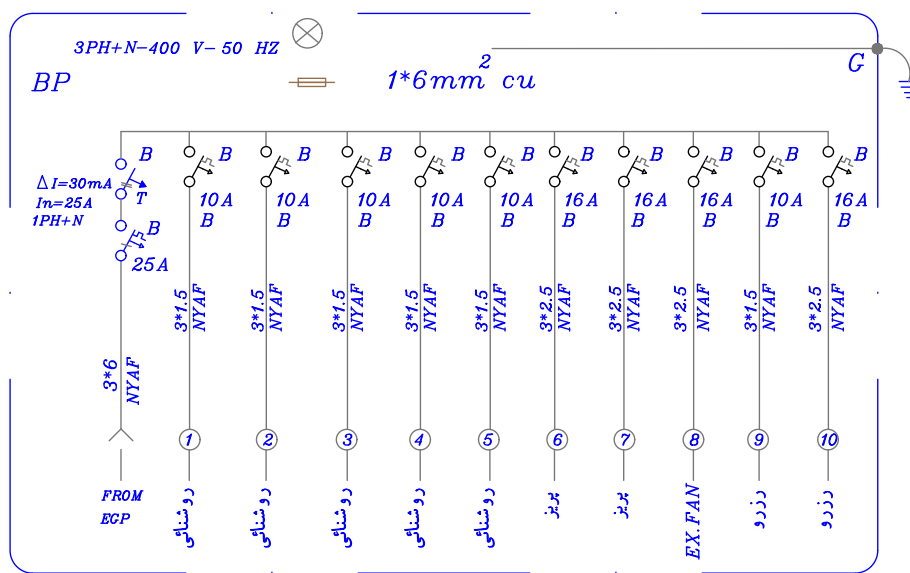 3PH+N-400 V- 50 HZ
BP
1*6mm² cu
G
B B B B B B B B B B B
ΔI=30mA
In=25A
1PH+N
T
10A 10A 10A 10A 10A 16A 16A 16A 10A 16A
B B B B B B B B B B
B
25A
3*6
NYAF
3*1.5
NYAF
3*1.5
NYAF
3*1.5
NYAF
3*1.5
NYAF
3*1.5
NYAF
3*2.5
NYAF
3*2.5
NYAF
3*2.5
NYAF
3*1.5
NYAF
3*2.5
NYAF
1 2 3 4 5 6 7 8 9 10
FROM
EGP
روشنائی
روشنائی
روشنائی
روشنائی
روشنائی
پریز
پریز
EX.FAN
رزرو
رزرو